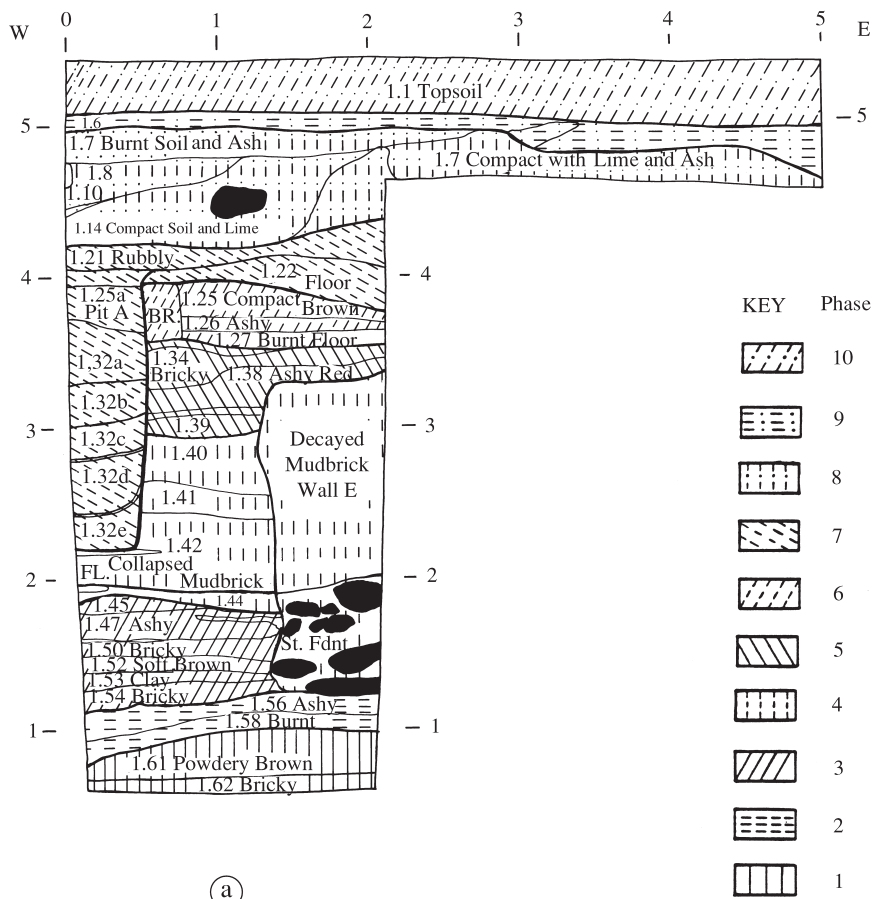 0 1 2 3 4 5
W E
1.1 Topsoil
1.6
5 5
1.7 Burnt Soil and Ash
1.7 Compact with Lime and Ash
1.8
1.10
1.14 Compact Soil and Lime
1.21 Rubbly
4 1.22 4
Floor
1.25a 1.25 Compact
Pit A BR Brown
1.26 Ashy
1.27 Burnt Floor
1.32a 1.34
Bricky 1.38 Ashy Red
1.32b
1.39
3 3
1.32c Decayed
1.40 Mudbrick
1.32d Wall E
1.41
1.32e
1.42
FL. Collapsed
2 Mudbrick 2
1.45 1.44
1.47 Ashy
St. Fdnt
1.50 Bricky
1.52 Soft Brown
1.53 Clay
1.54 Bricky
1.56 Ashy
1.58 Burnt
1 1
1.61 Powdery Brown
1.62 Bricky
a
KEY Phase
10
9
8
7
6
5
4
3
2
1